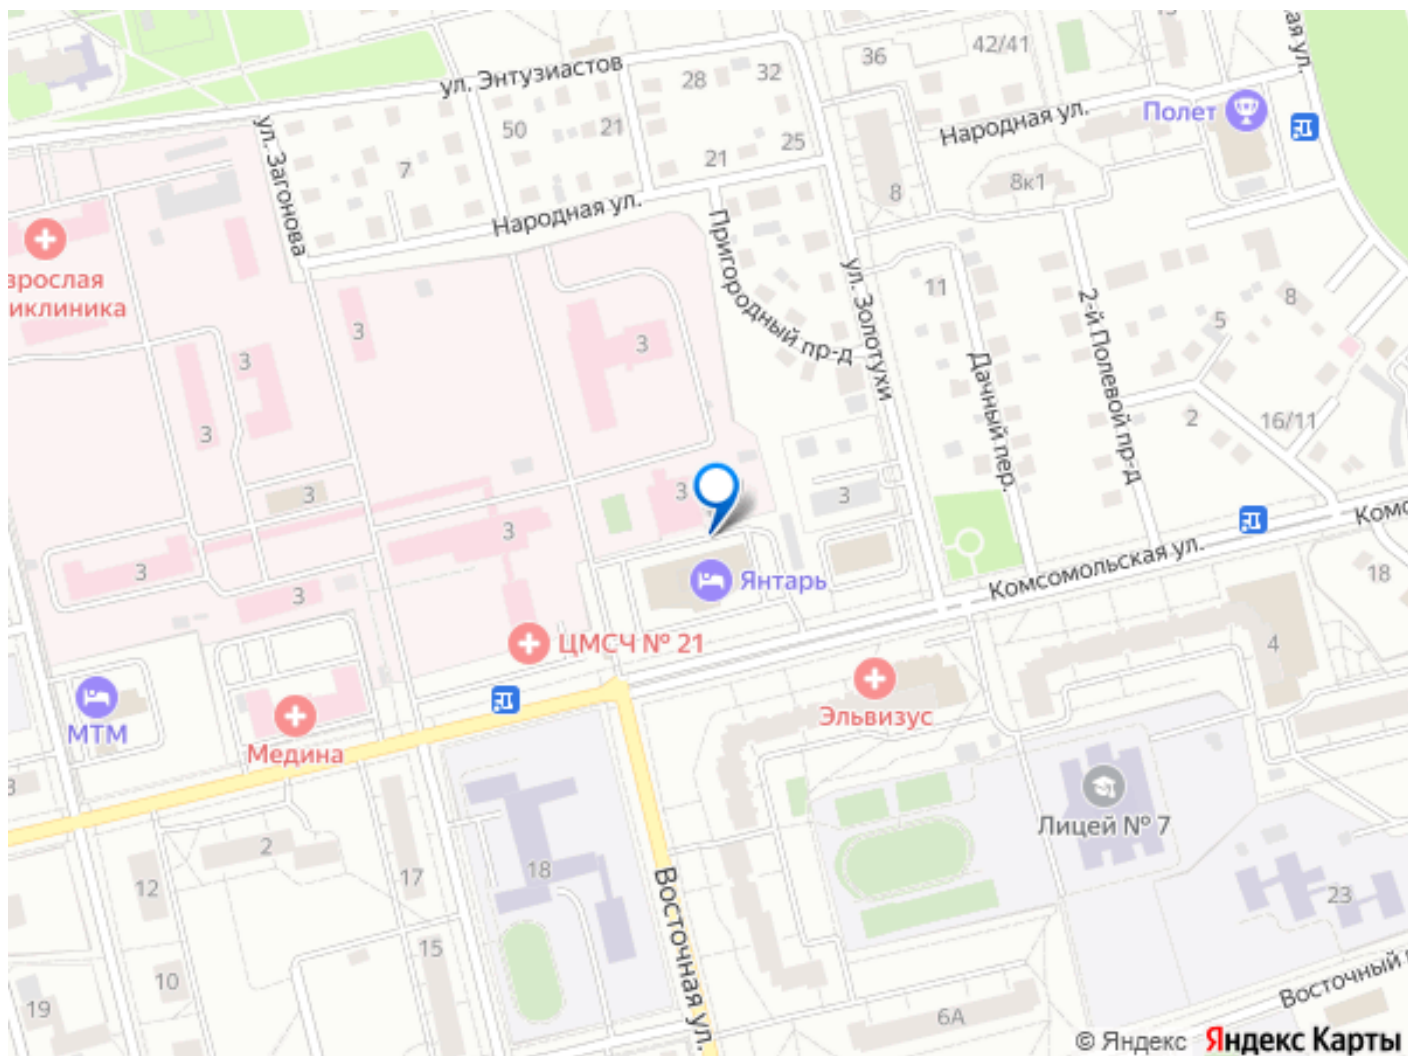 42/41
36
ая ул.
ул. Энтузиастов
28
32
Полет
Народная ул.
ул. Загонова
50
21
25
7
21
8к1
8
Народная ул.
Пригородный пр-д
ул. Золотухи
зрослая
иклиника
11
2-й Полевой пр-д
8
5
3
3
3
Дачный пер.
2
16/11
3
3
3
3
3
Комсомольская ул.
3
Янтарь
18
3
ЦМСЧ № 21
4
Эльвизус
МТМ
Медина
3
Лицей № 7
2
18
17
12
Восточная ул.
23
15
10
19
6А
Восточный
© Яндекс Яндекс Карты